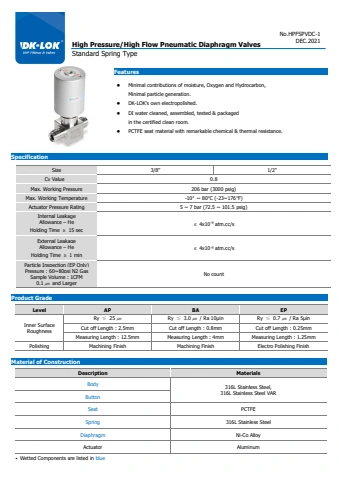 No.HPFSPVDC-1
DEC.2021
DK-LOK
High Pressure/High Flow Pneumatic Diaphragm Valves
Standard Spring Type
Features
● Minimal contributions of moisture, Oxygen and Hydrocarbon,
Minimal particle generation.
● DK-LOK's own electropolished.
● DI water cleaned, assembled, tested & packaged
in the certified clean room.
● PCTFE seat material with remarkable chemical & thermal resistance.
Specification
Size 3/8" 1/2"
Cv Value 0.8
Max. Working Pressure 206 bar (3000 psig)
Max. Working Temperature -10° ~ 80°C (-23~176°F)
Actuator Pressure Rating 5 ~ 7 bar (72.5 ~ 101.5 psig)
Internal Leakage
Allowance – He
Holding Time ≥ 15 sec
≤ 4x10⁻⁹ atm.cc/s
External Leakage
Allowance – He
Holding Time ≥ 1 min
≤ 4x10⁻⁹ atm.cc/s
Particle Inspection (EP Only)
Pressure : 60~80psi N2 Gas
Sample Volume : 1CFM
0.1 ㎛ and Larger
No count
Product Grade
Level AP BA EP
Inner Surface
Roughness
Ry ≤ 25 ㎛ Ry ≤ 3.0 ㎛ / Ra 10μin Ry ≤ 0.7 ㎛ / Ra 5μin
Cut off Length : 2.5mm Cut off Length : 0.8mm Cut off Length : 0.25mm
Measuring Length : 12.5mm Measuring Length : 4mm Measuring Length : 1.25mm
Polishing Machining Finish Machining Finish Electro Polishing Finish
Material of Construction
Description Materials
Body
Button
316L Stainless Steel,
316L Stainless Steel VAR
Seat PCTFE
Spring 316L Stainless Steel
Diaphragm Ni-Co Alloy
Actuator Aluminum
• Wetted Components are listed in blue